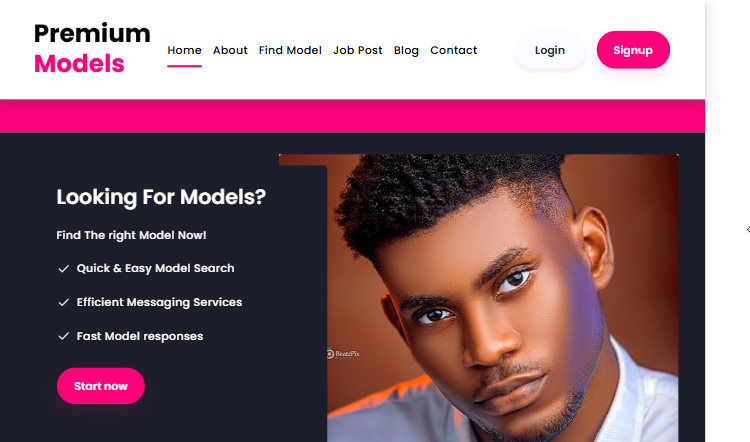 Premium
Models
Home About Find Model Job Post Blog Contact
Login
Signup
Looking For Models?
Find The right Model Now!
Quick & Easy Model Search
Efficient Messaging Services
Fast Model responses
Start now
BeatzPix